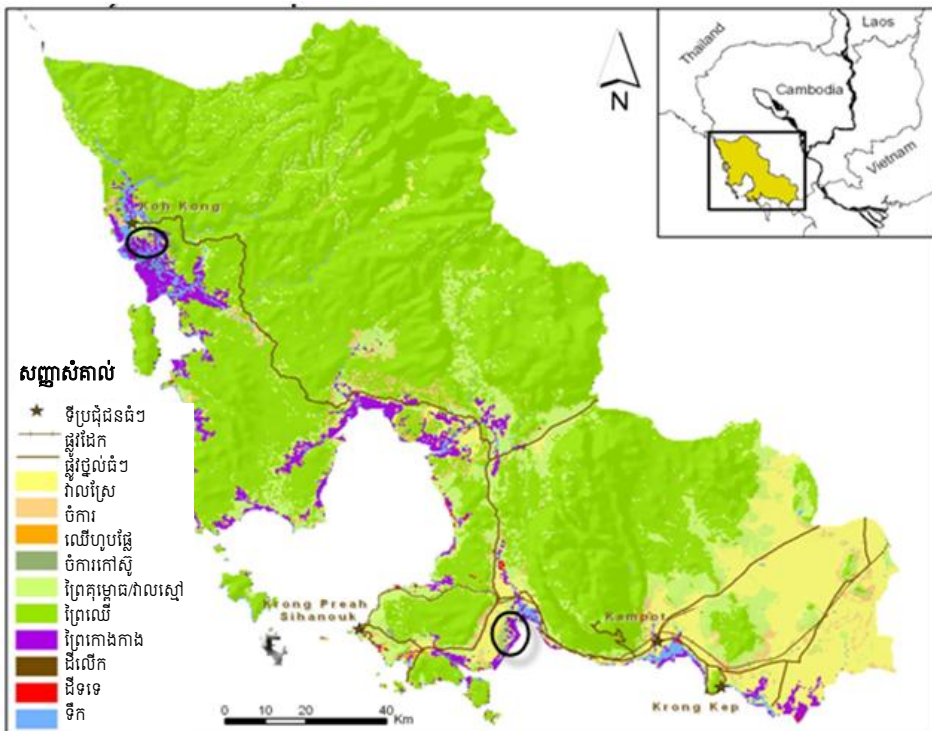 N
Thailand
Laos
Cambodia
Vietnam
Koh Kong
សញ្ញាសំគាល់
ទីប្រជុំជនធំៗ
ផ្លូវដែក
ផ្លូវថ្នល់ធំៗ
វាលស្រែ
ចំការ
ឈើហូបផ្លែ
ចំការកៅស៊ូ
ព្រៃគុម្ពោធ/វាលស្មៅ
ព្រៃឈើ
ព្រៃកោងកាង
ដីលើក
ដីទទេ
ទឹក
Krong Preah
Sihanouk
Kampot
Krong Kep
0 10 20 40
Km